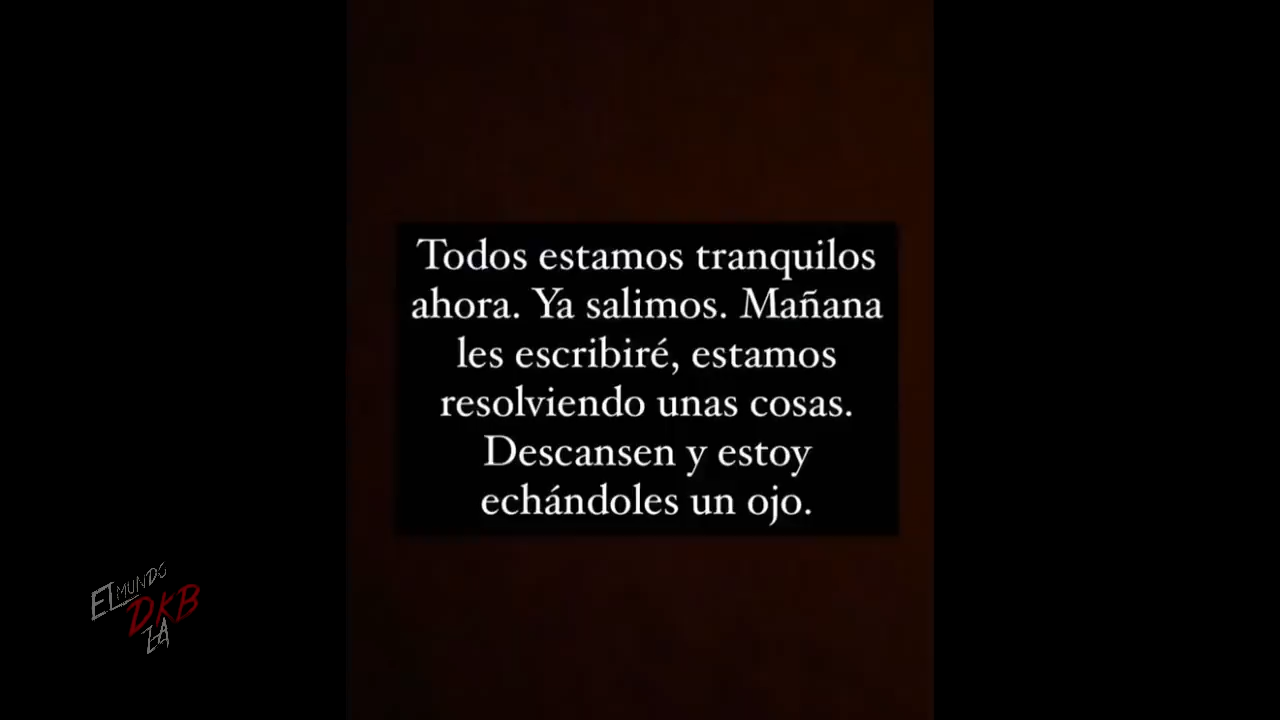 Todos estamos tranquilos
ahora. Ya salimos. Mañana
les escribiré, estamos
resolviendo unas cosas.
Descansen y estoy
echándoles un ojo.
EL MUNDO
DKB
ZA